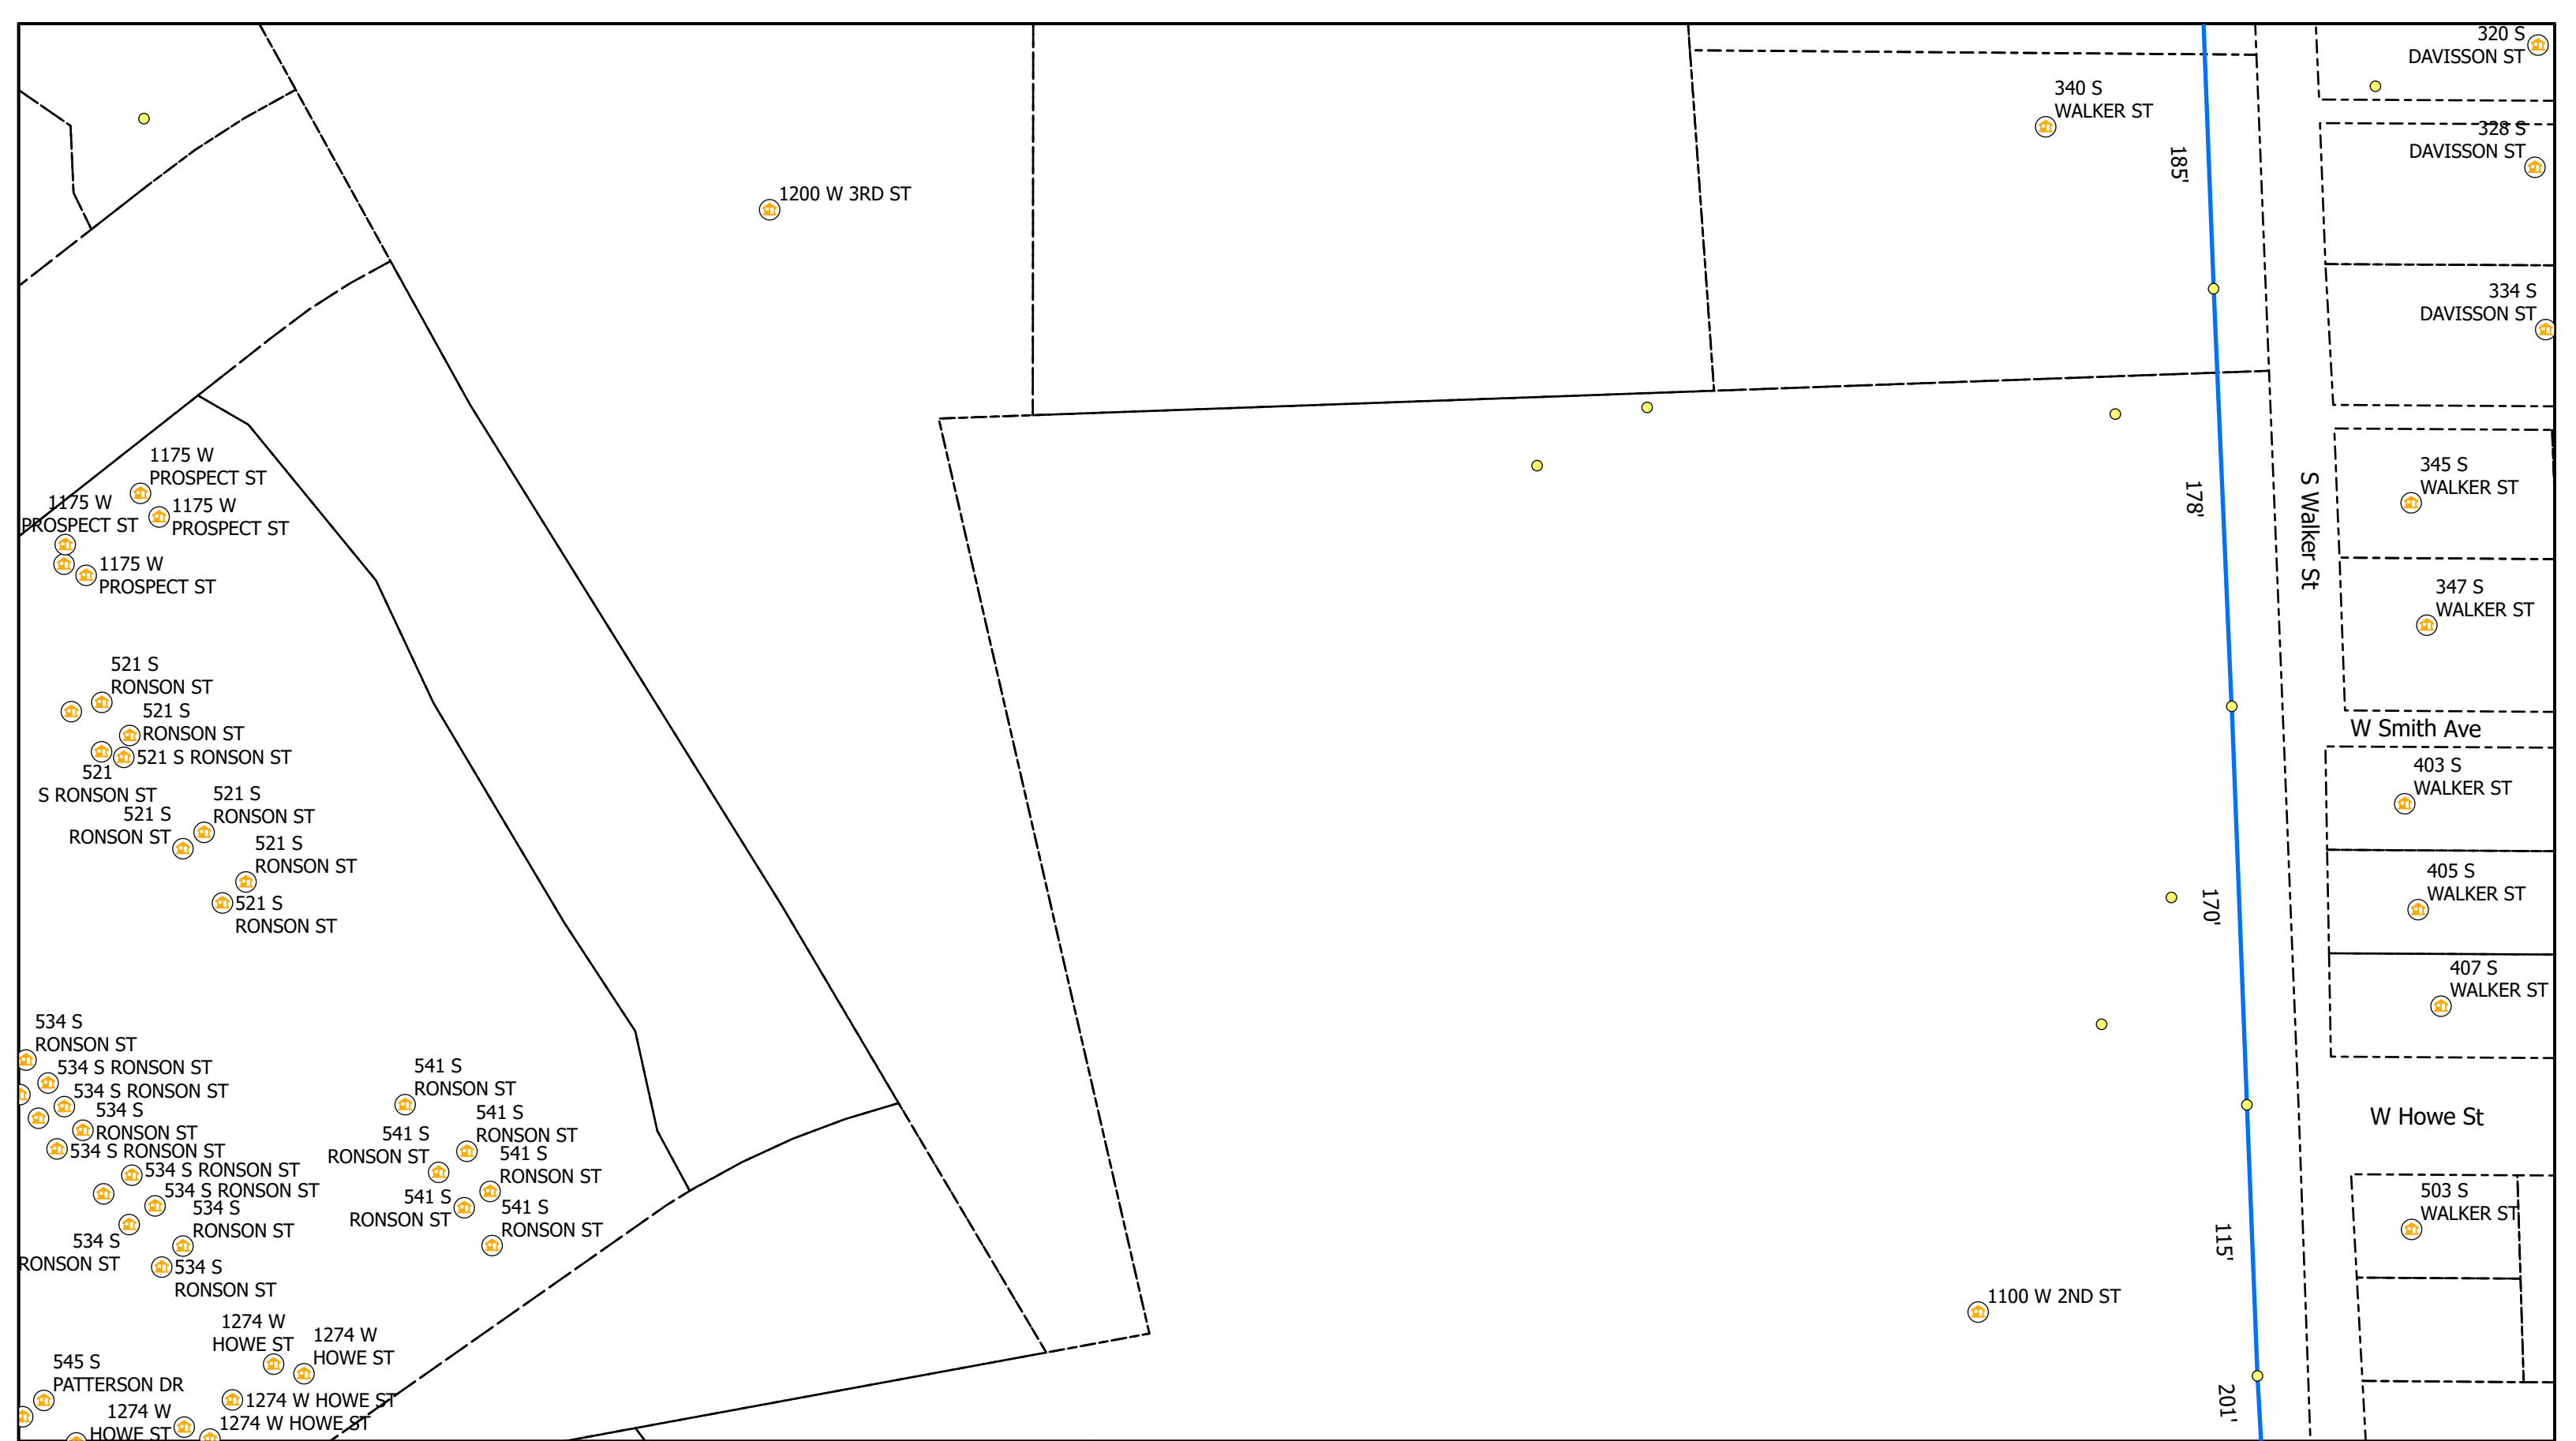 320 S
DAVISSON ST
340 S
WALKER ST
328 S
DAVISSON ST
185'
1200 W 3RD ST
334 S
DAVISSON ST
1175 W
PROSPECT ST
1175 W
PROSPECT ST
1175 W
PROSPECT ST
1175 W
PROSPECT ST
178'
S Walker St
345 S
WALKER ST
347 S
WALKER ST
521 S
RONSON ST
521 S
RONSON ST
521 S RONSON ST
521
S RONSON ST
521 S
RONSON ST
521 S
RONSON ST
521 S
RONSON ST
521 S
RONSON ST
W Smith Ave
403 S
WALKER ST
405 S
WALKER ST
170'
407 S
WALKER ST
534 S
RONSON ST
534 S RONSON ST
534 S RONSON ST
534 S
RONSON ST
534 S RONSON ST
534 S RONSON ST
534 S RONSON ST
534 S
RONSON ST
534 S
RONSON ST
534 S
RONSON ST
541 S
RONSON ST
541 S
RONSON ST
541 S
RONSON ST
541 S
RONSON ST
541 S
RONSON ST
541 S
RONSON ST
W Howe St
503 S
WALKER ST
115'
1100 W 2ND ST
1274 W
HOWE ST
1274 W
HOWE ST
545 S
PATTERSON DR
1274 W HOWE ST
1274 W
HOWE ST
1274 W HOWE ST
201'